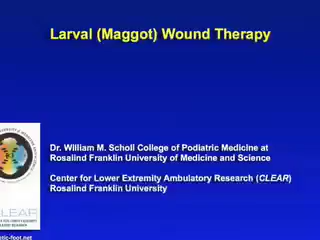 Larval (Maggot) Wound Therapy
Dr. William M. Scholl College of Podiatric Medicine at
Rosalind Franklin University of Medicine and Science
Center for Lower Extremity Ambulatory Research (CLEAR)
Rosalind Franklin University
CLEAR